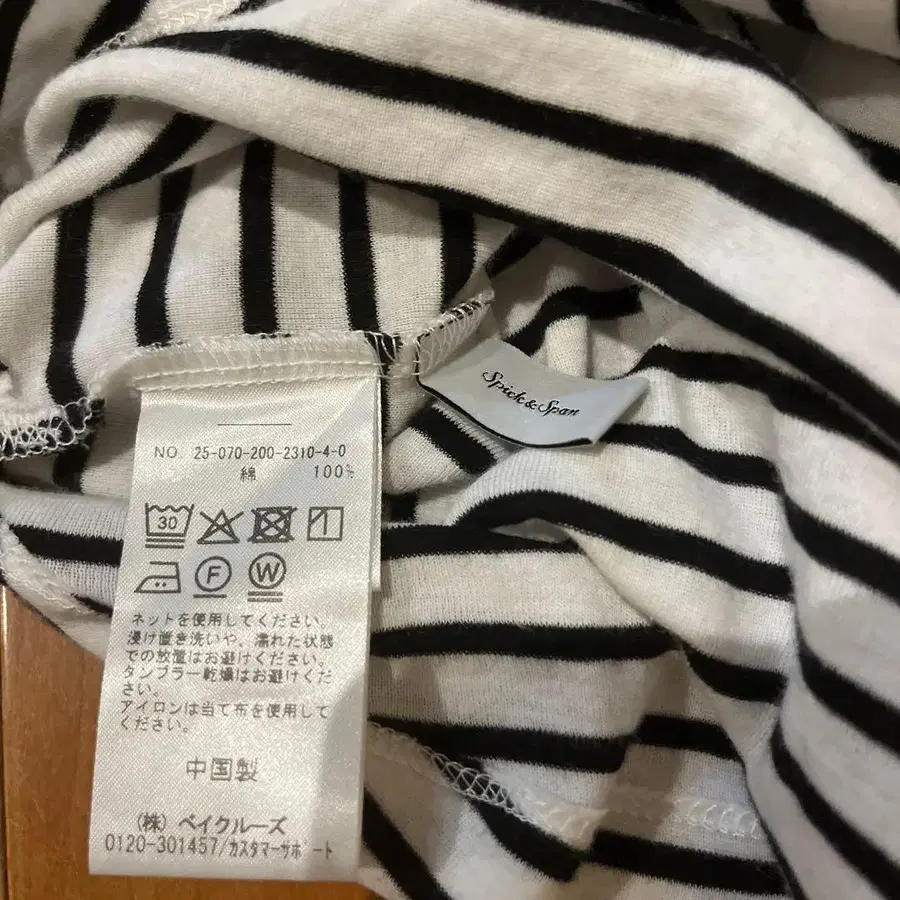 Spick & Span
NO 25-070-200-2310-4-0
綿 100%
30
F W
ネットを使用してください。
浸け置き洗いや、濡れた状態
での放置はお避けください。
タンブラー乾燥はお避けくだ
さい。
アイロンは当て布を使用して
ください。
中国製
(株) ベイクルーズ
0120-301457/カスタマーサポート